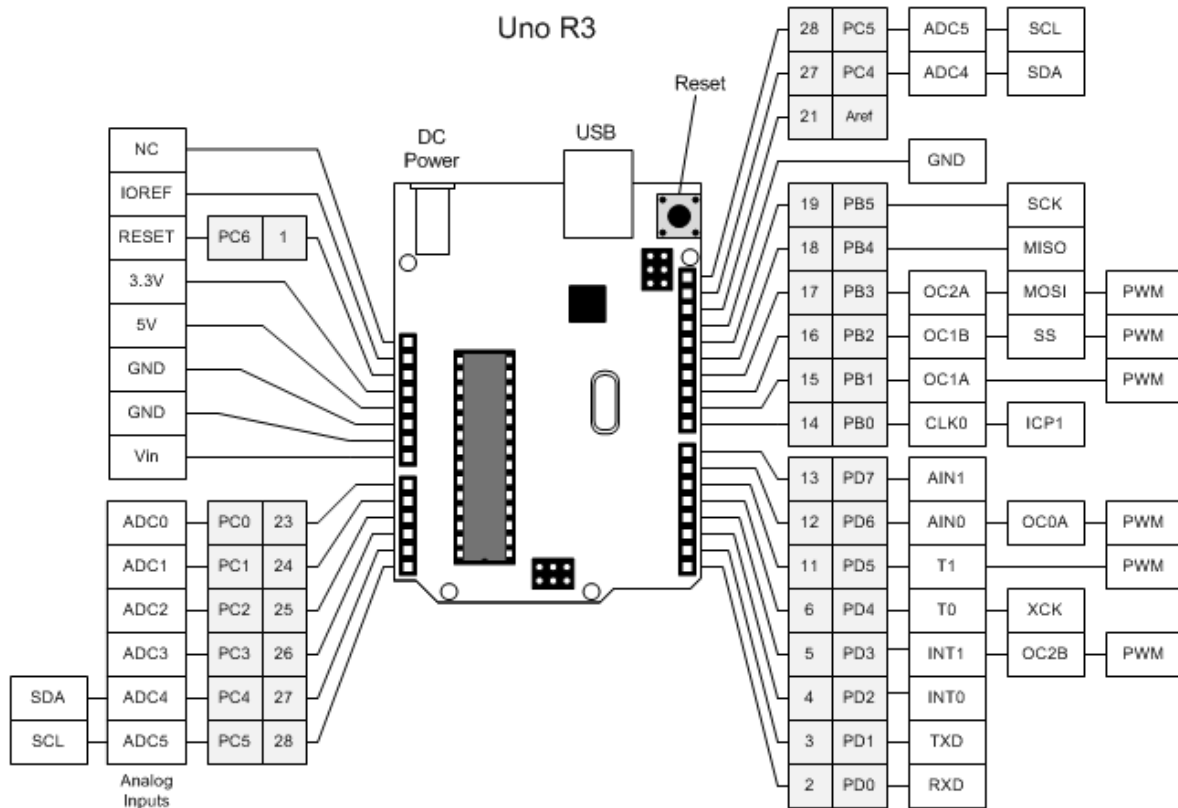 Uno R3
Reset
USB
DC
Power
NC
IOREF
RESET PC6 1
3.3V
5V
GND
GND
Vin
ADC0 PC0 23
ADC1 PC1 24
ADC2 PC2 25
ADC3 PC3 26
SDA ADC4 PC4 27
SCL ADC5 PC5 28
Analog
Inputs
28 PC5 ADC5 SCL
27 PC4 ADC4 SDA
21 Aref
GND
19 PB5 SCK
18 PB4 MISO
17 PB3 OC2A MOSI PWM
16 PB2 OC1B SS PWM
15 PB1 OC1A PWM
14 PB0 CLK0 ICP1
13 PD7 AIN1
12 PD6 AIN0 OC0A PWM
11 PD5 T1 PWM
6 PD4 T0 XCK
5 PD3 INT1 OC2B PWM
4 PD2 INT0
3 PD1 TXD
2 PD0 RXD